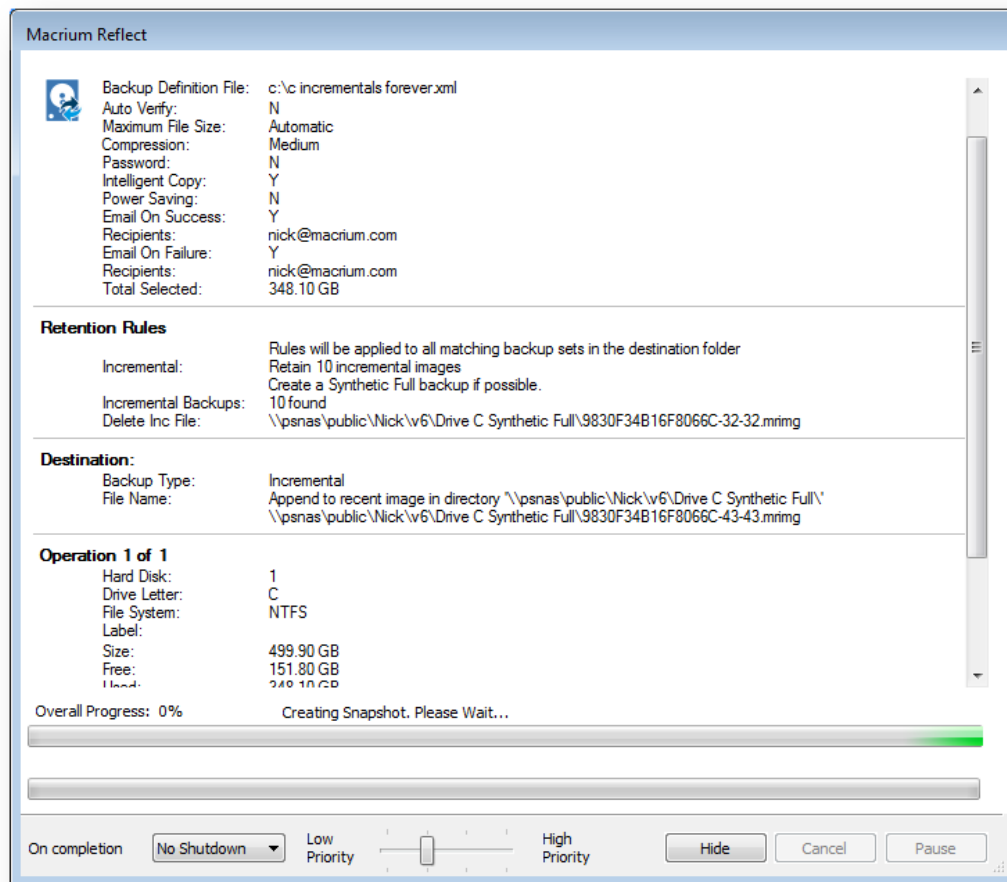 Macrium Reflect
Backup Definition File: c:\c incrementals forever.xml
Auto Verify: N
Maximum File Size: Automatic
Compression: Medium
Password: N
Intelligent Copy: Y
Power Saving: N
Email On Success: Y
Recipients: nick@macrium.com
Email On Failure: Y
Recipients: nick@macrium.com
Total Selected: 348.10 GB
Retention Rules
Rules will be applied to all matching backup sets in the destination folder
Incremental: Retain 10 incremental images
Create a Synthetic Full backup if possible.
Incremental Backups: 10 found
Delete Inc File: \\psnas\public\Nick\v6\Drive C Synthetic Full\9830F34B16F8066C-32-32.mrimg
Destination:
Backup Type: Incremental
File Name: Append to recent image in directory '\\psnas\public\Nick\v6\Drive C Synthetic Full\'
\\psnas\public\Nick\v6\Drive C Synthetic Full\9830F34B16F8066C-43-43.mrimg
Operation 1 of 1
Hard Disk: 1
Drive Letter: C
File System: NTFS
Label:
Size: 499.90 GB
Free: 151.80 GB
Used: 348.10 GB
Overall Progress: 0% Creating Snapshot. Please Wait...
On completion No Shutdown Low Priority High Priority Hide Cancel Pause